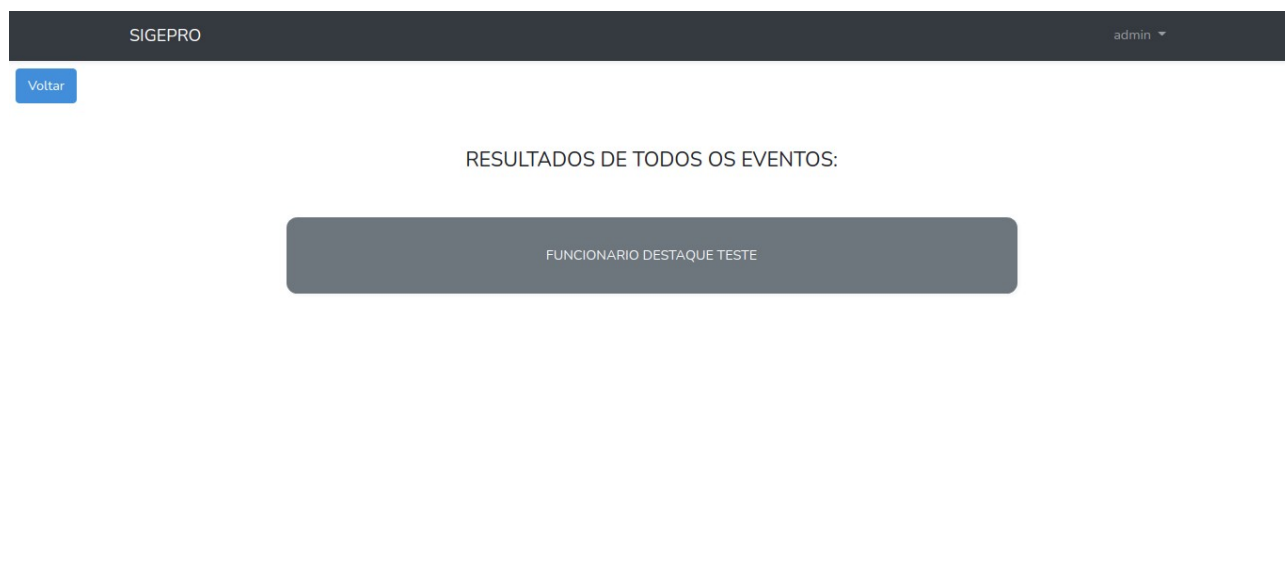 SIGEPRO
admin
Voltar
RESULTADOS DE TODOS OS EVENTOS:
FUNCIONARIO DESTAQUE TESTE